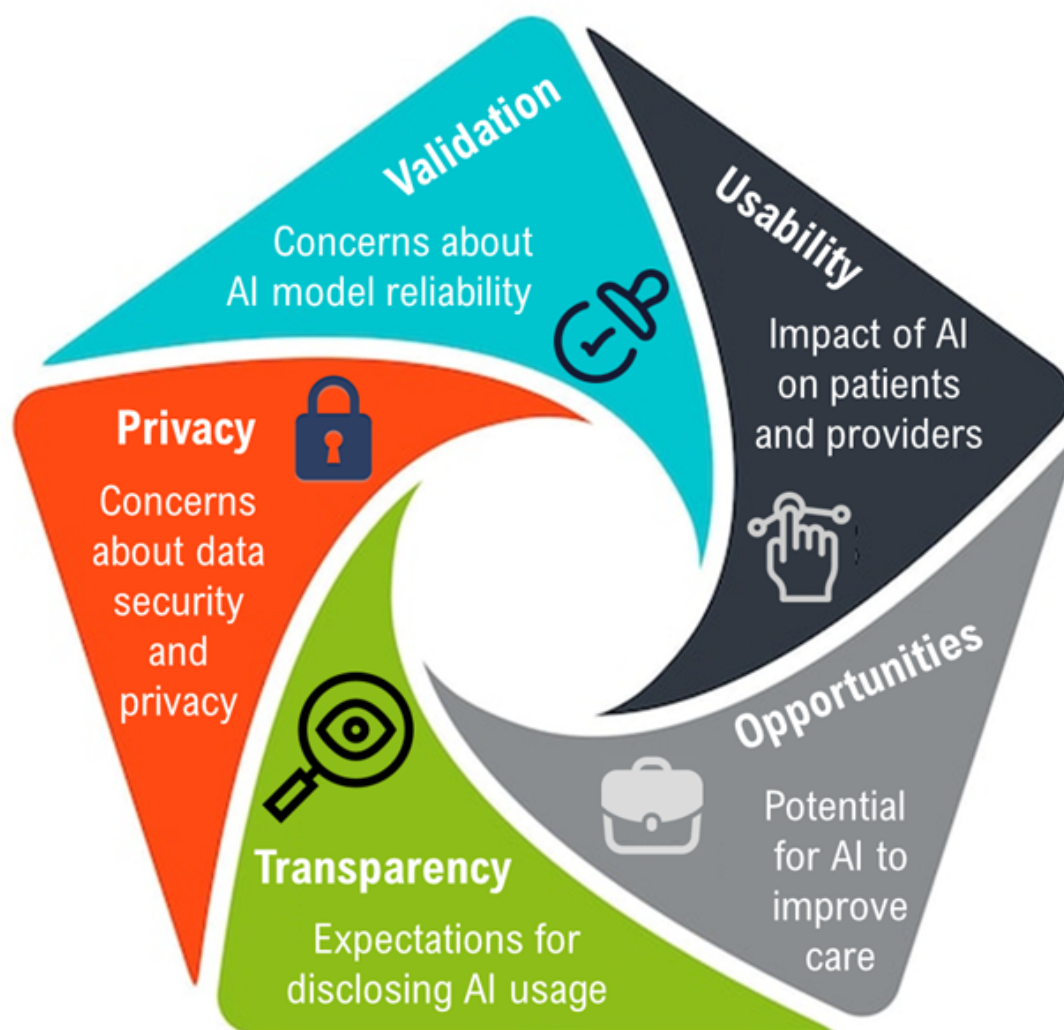 Validation
Concerns about
AI model reliability
Usability
Impact of AI
on patients
and providers
Opportunities
Potential
for AI to
improve
care
Transparency
Expectations for
disclosing AI usage
Privacy
Concerns
about data
security
and
privacy